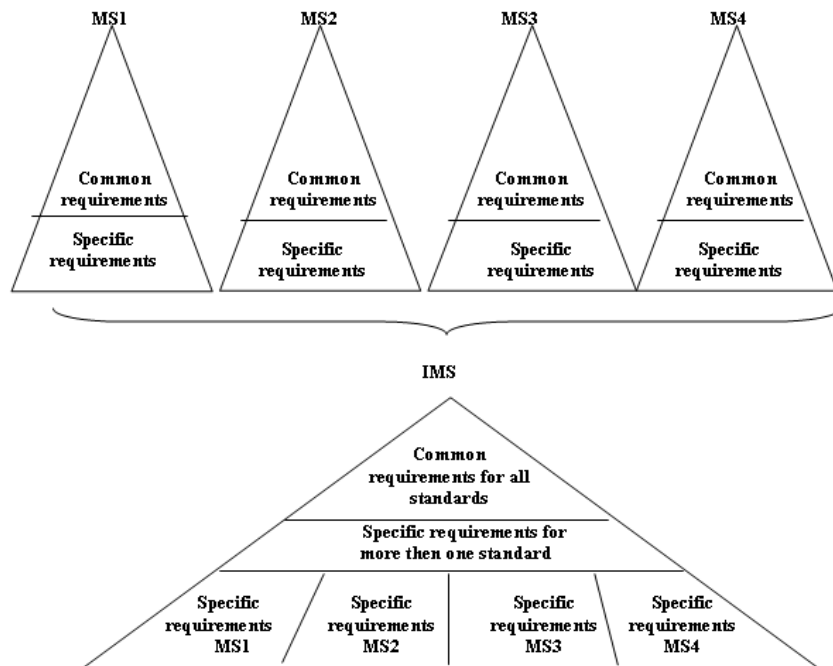 MS1
MS2
MS3
MS4
Common
requirements
Common
requirements
Common
requirements
Common
requirements
Specific
requirements
Specific
requirements
Specific
requirements
Specific
requirements
IMS
Common
requirements for all
standards
Specific requirements for
more then one standard
Specific
requirements
MS1
Specific
requirements
MS2
Specific
requirements
MS3
Specific
requirements
MS4